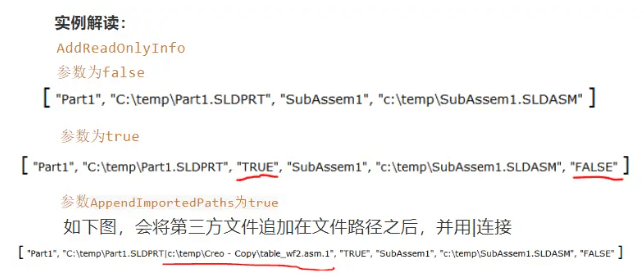 实例解读：
AddReadOnlyInfo
参数为false
[ "Part1", "C:\temp\Part1.SLDPRT", "SubAssem1", "c:\temp\SubAssem1.SLDASM" ]
参数为true
[ "Part1", "C:\temp\Part1.SLDPRT", "TRUE", "SubAssem1", "c:\temp\SubAssem1.SLDASM", "FALSE" ]
参数AppendImportedPaths为true
如下图，会将第三方文件追加在文件路径之后，并用|连接
[ "Part1", "C:\temp\Part1.SLDPRT|c:\temp\Creo - Copy\table_wf2.asm.1", "TRUE", "SubAssem1", "c:\temp\SubAssem1.SLDASM", "FALSE" ]